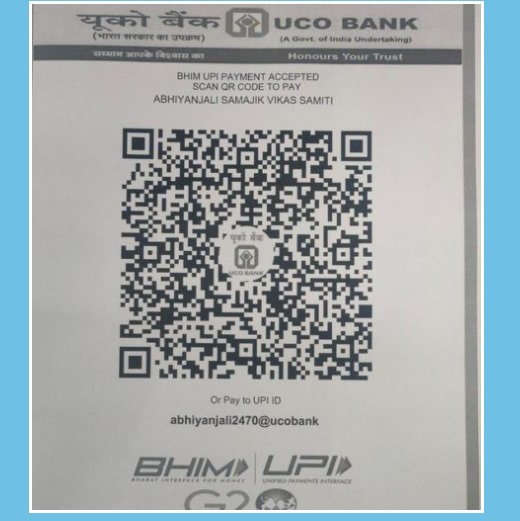 यूको बैंक UCO BANK
(भारत सरकार का उपक्रम) (A Govt. of India Undertaking)
सम्मान आपके विश्वास का Honours Your Trust
BHIM UPI PAYMENT ACCEPTED
SCAN QR CODE TO PAY
ABHIYANJALI SAMAJIK VIKAS SAMITI
यूको बैंक
UCO BANK
Or Pay to UPI ID
abhiyanjali2470@ucobank
BHIM UPI
BHARAT INTERFACE FOR MONEY UNIFIED PAYMENTS INTERFACE
G2